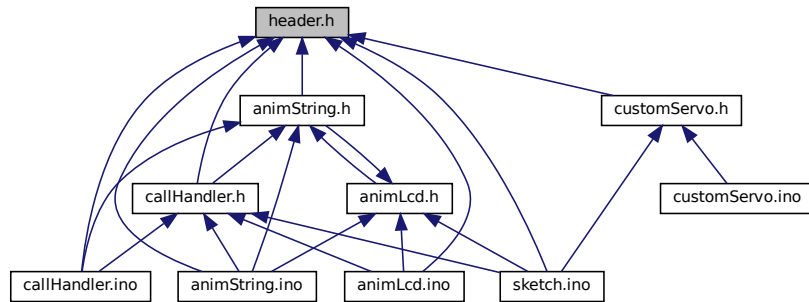 header.h
animString.h
customServo.h
callHandler.h
animLcd.h
customServo.ino
callHandler.ino
animString.ino
animLcd.ino
sketch.ino